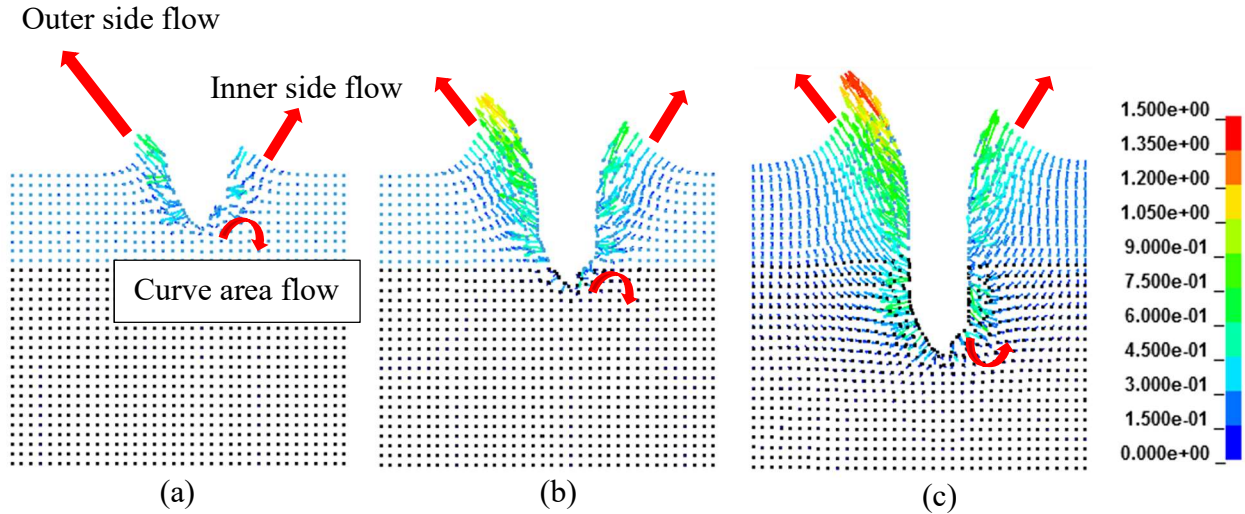 Outer side flow
Inner side flow
Curve area flow
1.500e+00
1.350e+00
1.200e+00
1.050e+00
9.000e-01
7.500e-01
6.000e-01
4.500e-01
3.000e-01
1.500e-01
0.000e+00
(a)
(b)
(c)